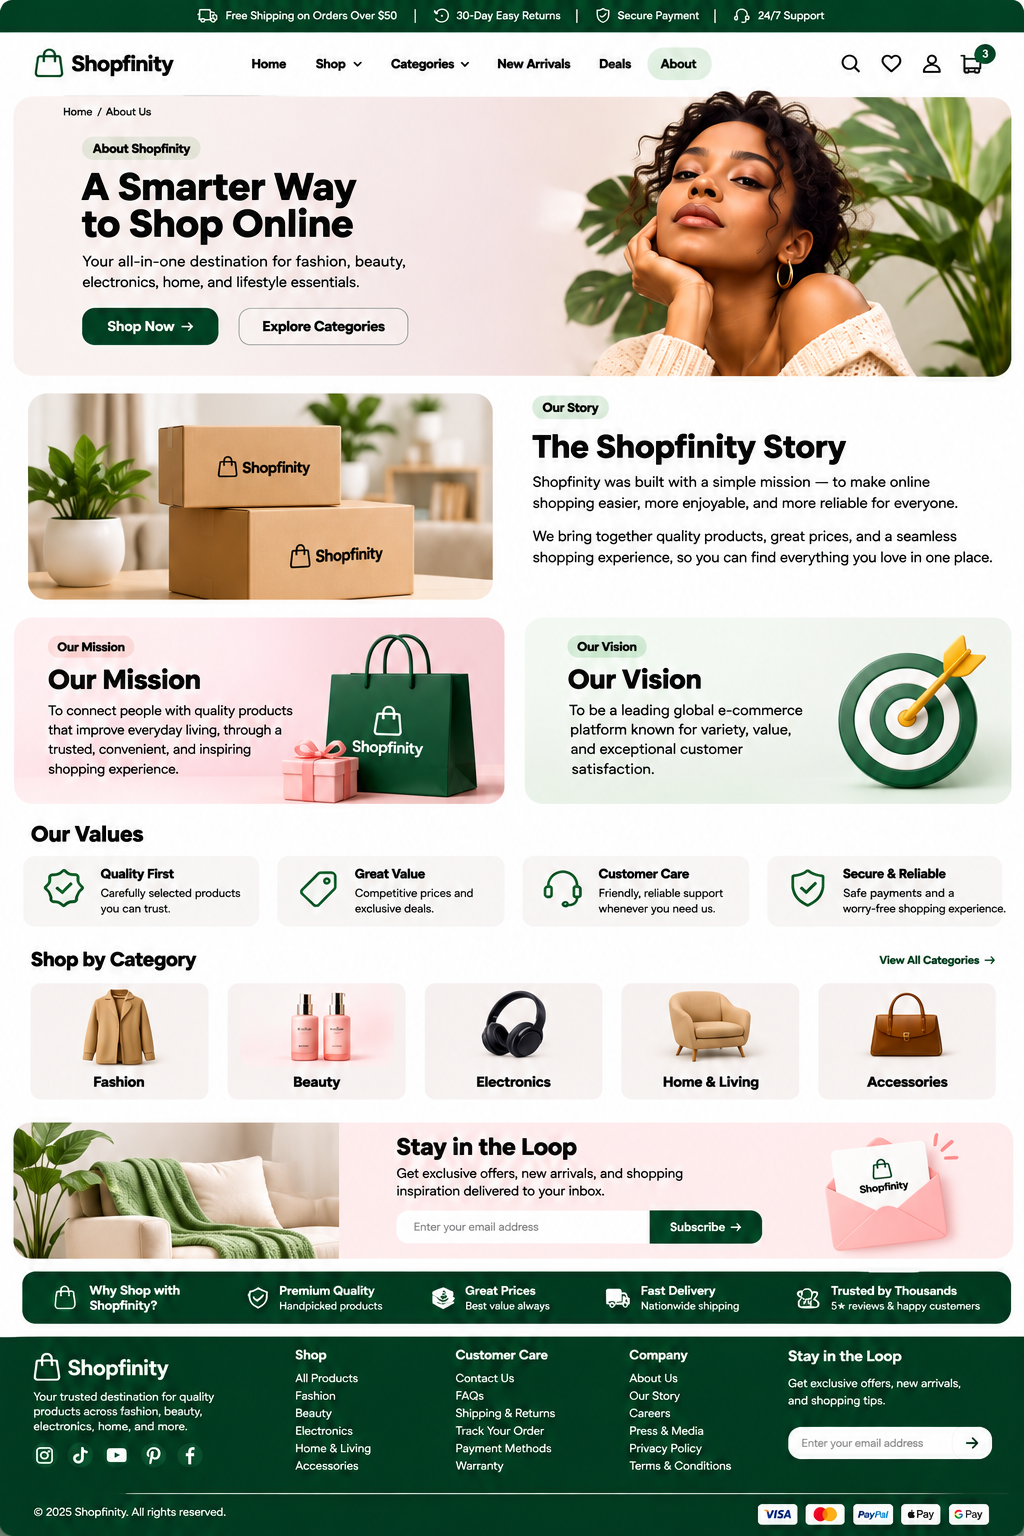 Free Shipping on Orders Over $50 | 30-Day Easy Returns | Secure Payment | 24/7 Support
Shopfinity
Home Shop Categories New Arrivals Deals About
3
Home / About Us
About Shopfinity
A Smarter Way
to Shop Online
Your all-in-one destination for fashion, beauty,
electronics, home, and lifestyle essentials.
Shop Now →
Explore Categories
Shopfinity
Shopfinity
Our Story
The Shopfinity Story
Shopfinity was built with a simple mission — to make online
shopping easier, more enjoyable, and more reliable for everyone.
We bring together quality products, great prices, and a seamless
shopping experience, so you can find everything you love in one place.
Our Mission
Our Mission
To connect people with quality products
that improve everyday living, through a
trusted, convenient, and inspiring
shopping experience.
Shopfinity
Our Vision
Our Vision
To be a leading global e-commerce
platform known for variety, value,
and exceptional customer
satisfaction.
Our Values
Quality First
Carefully selected products
you can trust.
Great Value
Competitive prices and
exclusive deals.
Customer Care
Friendly, reliable support
whenever you need us.
Secure & Reliable
Safe payments and a
worry-free shopping experience.
Shop by Category
View All Categories →
Fashion
Beauty
Electronics
Home & Living
Accessories
Stay in the Loop
Get exclusive offers, new arrivals, and shopping
inspiration delivered to your inbox.
Enter your email address
Subscribe →
Shopfinity
Why Shop with
Shopfinity?
Premium Quality
Handpicked products
Great Prices
Best value always
Fast Delivery
Nationwide shipping
Trusted by Thousands
5★ reviews & happy customers
Shopfinity
Your trusted destination for quality
products across fashion, beauty,
electronics, home, and more.
Shop
All Products
Fashion
Beauty
Electronics
Home & Living
Accessories
Customer Care
Contact Us
FAQs
Shipping & Returns
Track Your Order
Payment Methods
Warranty
Company
About Us
Our Story
Careers
Press & Media
Privacy Policy
Terms & Conditions
Stay in the Loop
Get exclusive offers, new arrivals,
and shopping tips.
Enter your email address →
© 2025 Shopfinity. All rights reserved.
VISA
PayPal
Pay
G Pay